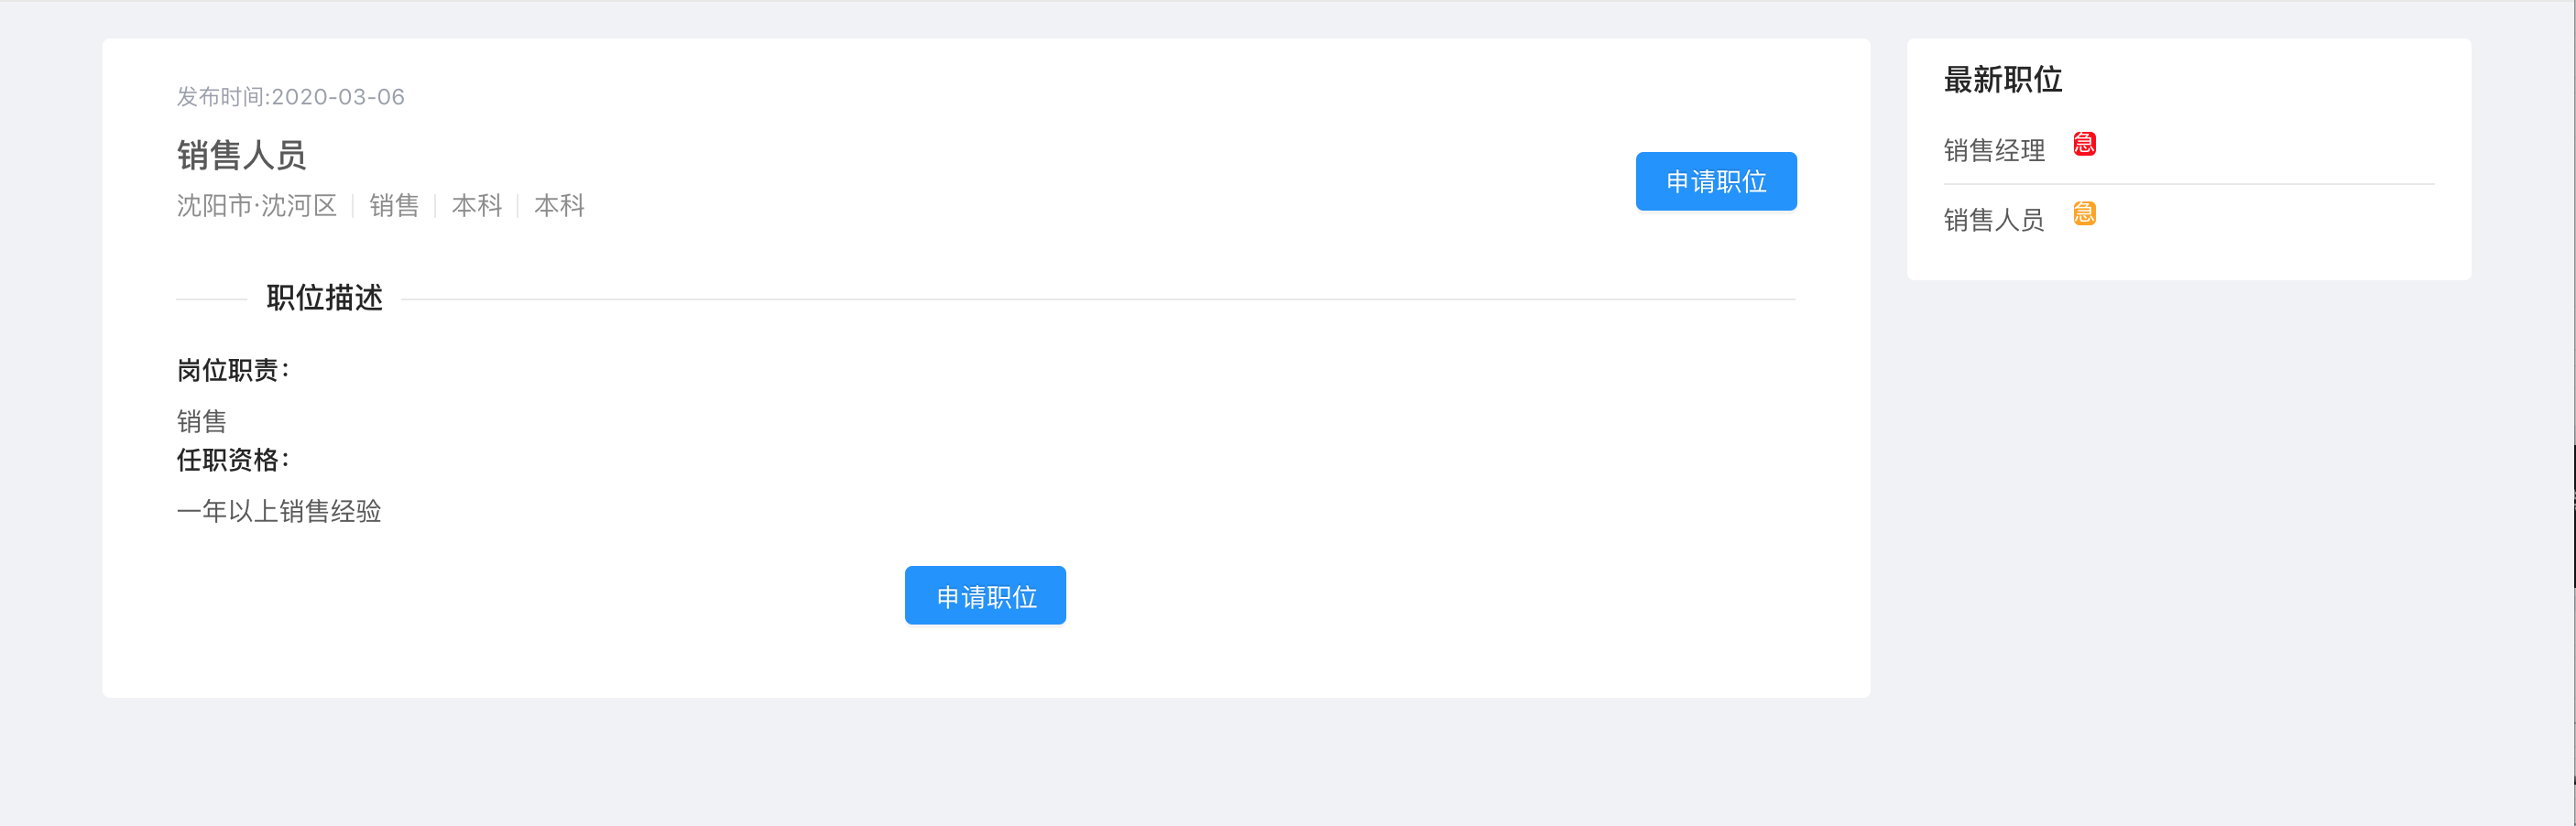 发布时间:2020-03-06
销售人员
沈阳市·沈河区 销售 本科 本科
申请职位
职位描述
岗位职责：
销售
任职资格：
一年以上销售经验
申请职位
最新职位
销售经理 急
销售人员 急